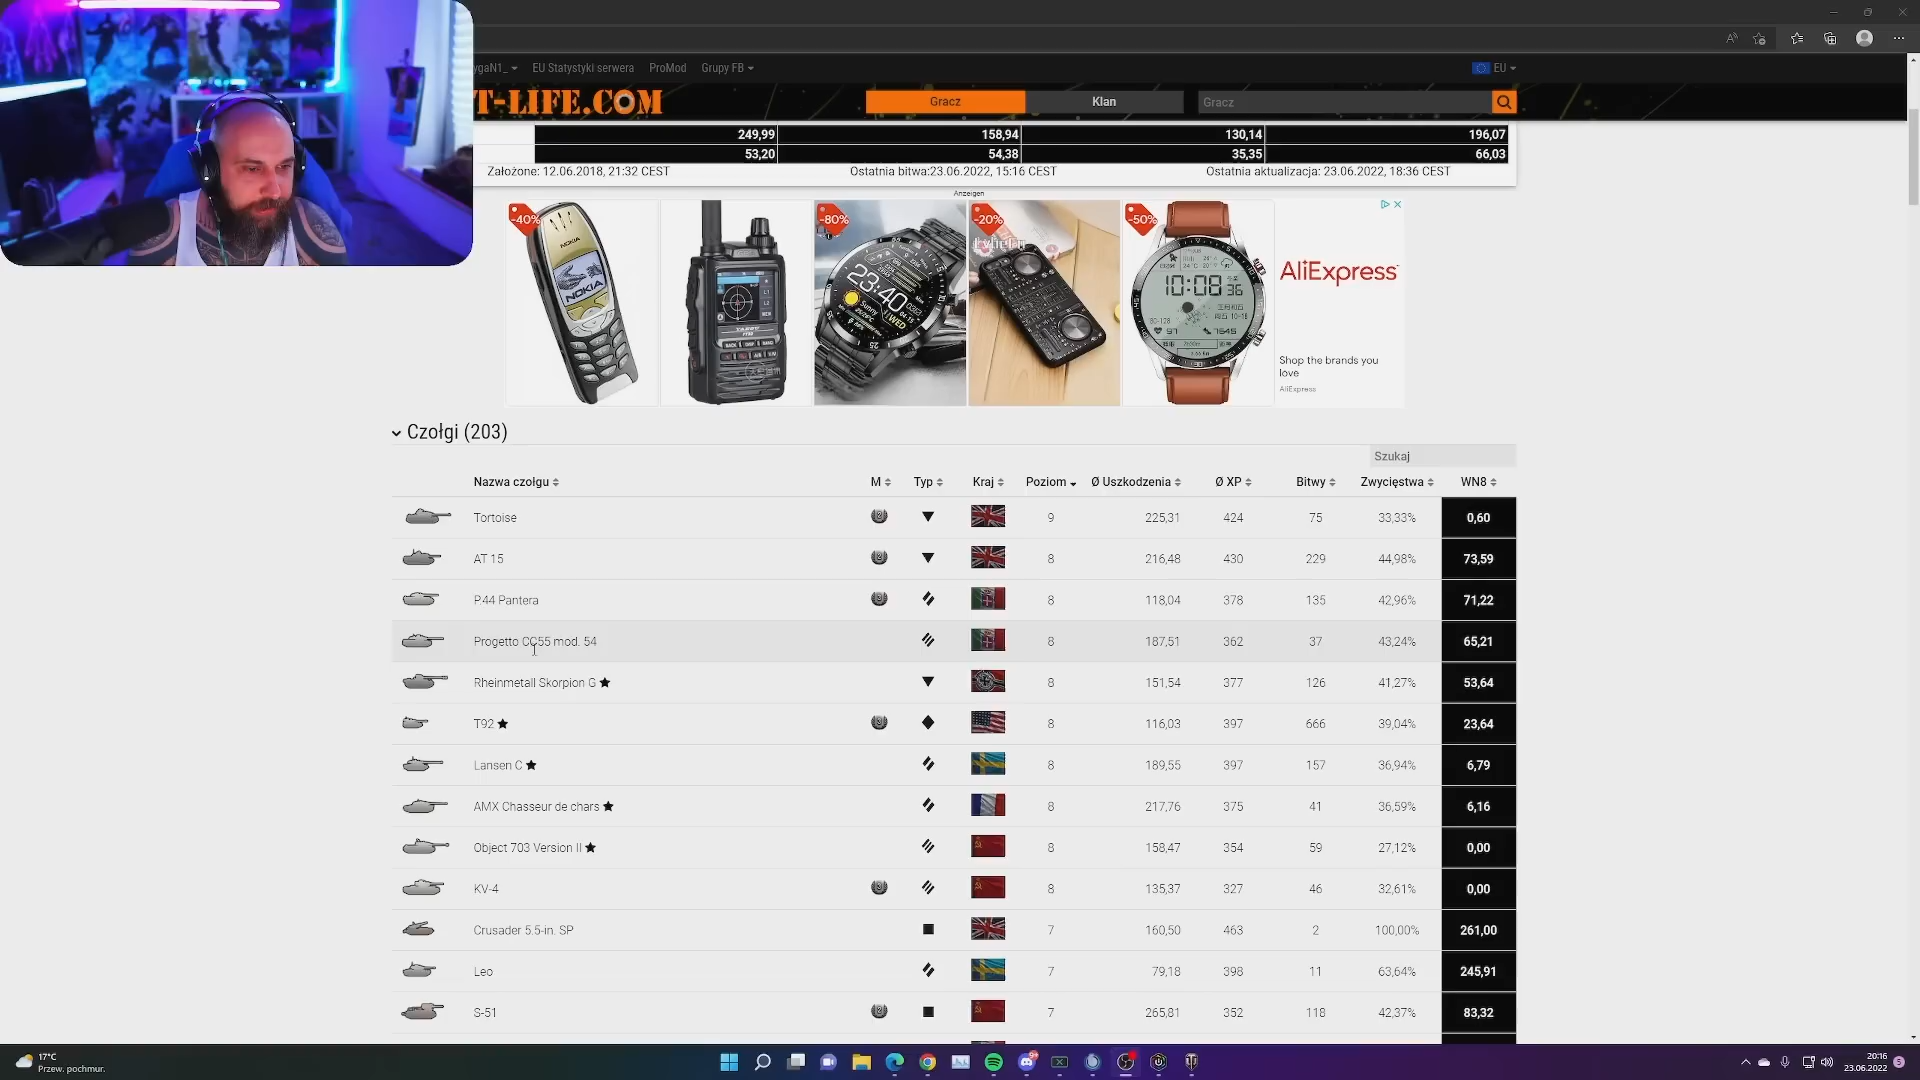 ygaN1_ EU Statystyki serwera ProMod Grupy FB EU
T-LIFE.COM Gracz Klan Gracz
249,99 158,94 130,14 196,07
53,20 54,38 35,35 66,03
Założone: 12.06.2018, 21:32 CEST Ostatnia bitwa:23.06.2022, 15:16 CEST Ostatnia aktualizacja: 23.06.2022, 18:36 CEST
Anzeigen
-40% -80% -20% -50%
NOKIA
NOKIA
23:40
10:08 36
AliExpress
Shop the brands you
love
AliExpress
Czołgi (203)
Szukaj
Nazwa czołgu M Typ Kraj Poziom Ø Uszkodzenia Ø XP Bitwy Zwycięstwa WN8
Tortoise 9 225,31 424 75 33,33% 0,60
AT 15 8 216,48 430 229 44,98% 73,59
P.44 Pantera 8 118,04 378 135 42,96% 71,22
Progetto CC55 mod. 54 8 187,51 362 37 43,24% 65,21
Rheinmetall Skorpion G ★ 8 151,54 377 126 41,27% 53,64
T92 ★ 8 116,03 397 666 39,04% 23,64
Lansen C ★ 8 189,55 397 157 36,94% 6,79
AMX Chasseur de chars ★ 8 217,76 375 41 36,59% 6,16
Object 703 Version II ★ 8 158,47 354 59 27,12% 0,00
KV-4 8 135,37 327 46 32,61% 0,00
Crusader 5.5-in. SP 7 160,50 463 2 100,00% 261,00
Leo 7 79,18 398 11 63,64% 245,91
S-51 7 265,81 352 118 42,37% 83,32
17°C
Przew. pochmur.
20:16
23.06.2022